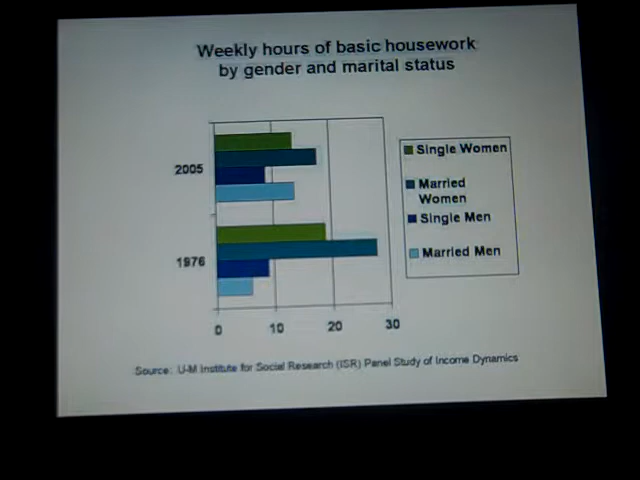 Weekly hours of basic housework
by gender and marital status
2005
1976
0 10 20 30
Single Women
Married
Women
Single Men
Married Men
Source: U-M Institute for Social Research (ISR) Panel Study of Income Dynamics